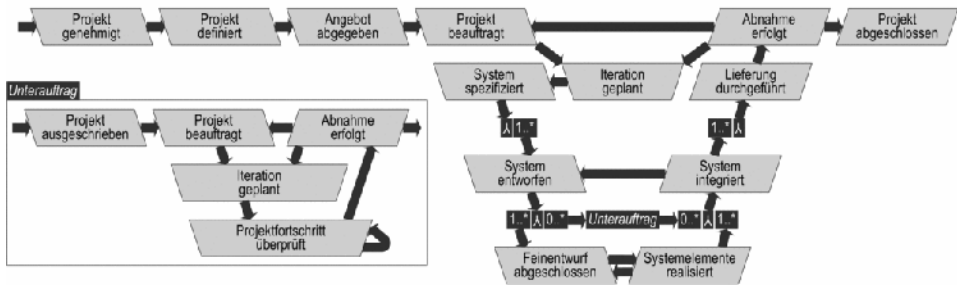 Projekt
genehmigt
Projekt
definiert
Angebot
abgegeben
Projekt
beauftragt
Abnahme
erfolgt
Projekt
abgeschlossen
System
spezifiziert
Iteration
geplant
Lieferung
durchgeführt
Unterauftrag
Projekt
ausgeschrieben
Projekt
beauftragt
Abnahme
erfolgt
Iteration
geplant
Projektfortschritt
überprüft
1..*
1..*
System
entworfen
System
integriert
1..*
0..*
Unterauftrag
0..*
1..*
Feinentwurf
abgeschlossen
Systemelemente
realisiert